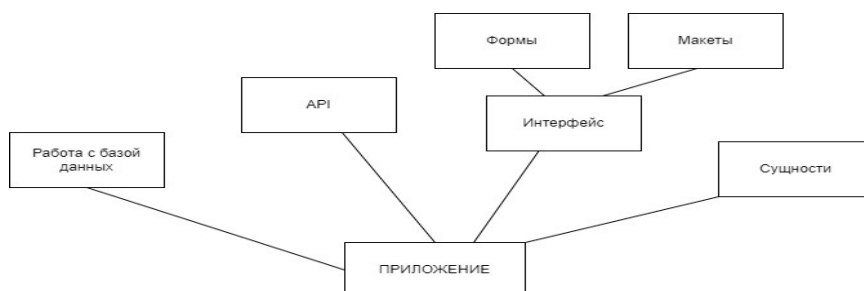 Формы
Макеты
API
Интерфейс
Работа с базой
данных
Сущности
ПРИЛОЖЕНИЕ